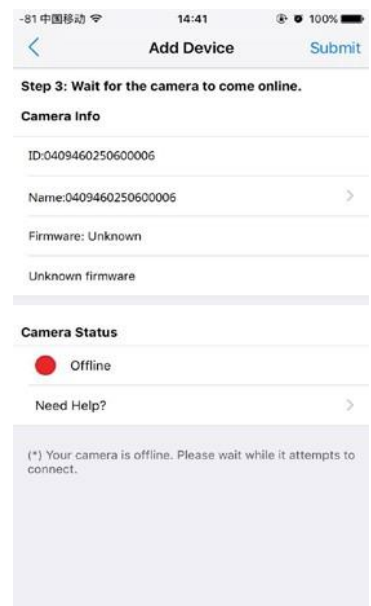 -81 中国移动 14:41 100%
Add Device Submit
Step 3: Wait for the camera to come online.
Camera Info
ID:0409460250600006
Name:0409460250600006
Firmware: Unknown
Unknown firmware
Camera Status
Offline
Need Help?
(*) Your camera is offline. Please wait while it attempts to
connect.